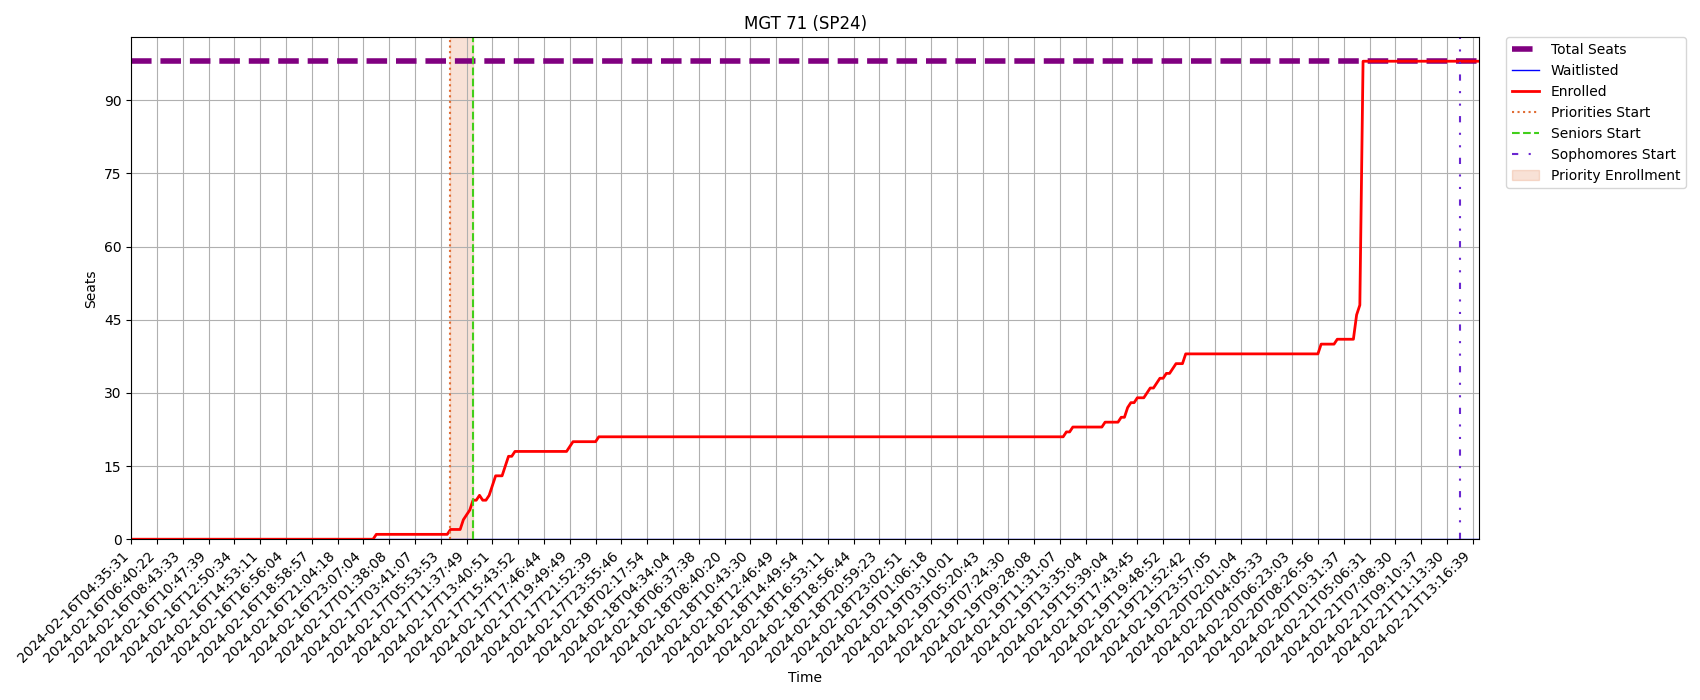 MGT 71 (SP24)
Total Seats
Waitlisted
Enrolled
Priorities Start
Seniors Start
Sophomores Start
Priority Enrollment
Seats
90
75
60
45
30
15
0
2024-02-16T04:35:31
2024-02-16T06:40:22
2024-02-16T08:43:33
2024-02-16T10:47:39
2024-02-16T12:50:34
2024-02-16T14:53:11
2024-02-16T16:56:04
2024-02-16T18:58:57
2024-02-16T21:04:18
2024-02-16T23:07:04
2024-02-17T01:38:08
2024-02-17T03:41:07
2024-02-17T05:53:53
2024-02-17T11:37:49
2024-02-17T13:40:51
2024-02-17T15:43:52
2024-02-17T17:46:44
2024-02-17T19:49:49
2024-02-17T21:52:39
2024-02-17T23:55:46
2024-02-18T02:17:54
2024-02-18T04:34:04
2024-02-18T06:37:38
2024-02-18T08:40:20
2024-02-18T10:43:30
2024-02-18T12:46:49
2024-02-18T14:49:54
2024-02-18T16:53:11
2024-02-18T18:56:44
2024-02-18T20:59:23
2024-02-18T23:02:51
2024-02-19T01:06:18
2024-02-19T03:10:01
2024-02-19T05:20:43
2024-02-19T07:24:30
2024-02-19T09:28:08
2024-02-19T11:31:07
2024-02-19T13:35:04
2024-02-19T15:39:04
2024-02-19T17:43:45
2024-02-19T19:48:52
2024-02-19T21:52:42
2024-02-19T23:57:05
2024-02-20T02:01:04
2024-02-20T04:05:33
2024-02-20T06:23:03
2024-02-20T08:26:56
2024-02-20T10:31:37
2024-02-21T05:06:31
2024-02-21T07:08:30
2024-02-21T09:10:37
2024-02-21T11:13:30
2024-02-21T13:16:39
Time